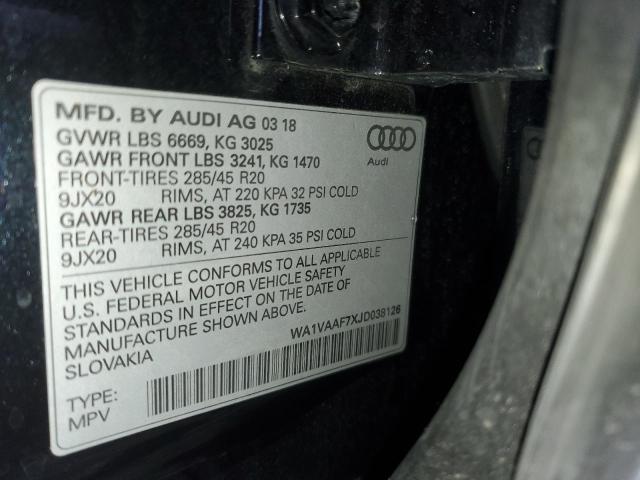 MFD. BY AUDI AG 03 18
GVWR LBS 6669, KG 3025
GAWR FRONT LBS 3241, KG 1470
FRONT-TIRES 285/45 R20
9JX20 RIMS, AT 220 KPA 32 PSI COLD
GAWR REAR LBS 3825, KG 1735
REAR-TIRES 285/45 R20
9JX20 RIMS, AT 240 KPA 35 PSI COLD
Audi
THIS VEHICLE CONFORMS TO ALL APPLICABLE
U.S. FEDERAL MOTOR VEHICLE SAFETY
STANDARDS IN EFFECT ON THE DATE OF
MANUFACTURE SHOWN ABOVE.
SLOVAKIA
WA1VAAF7XJD038126
TYPE:
MPV